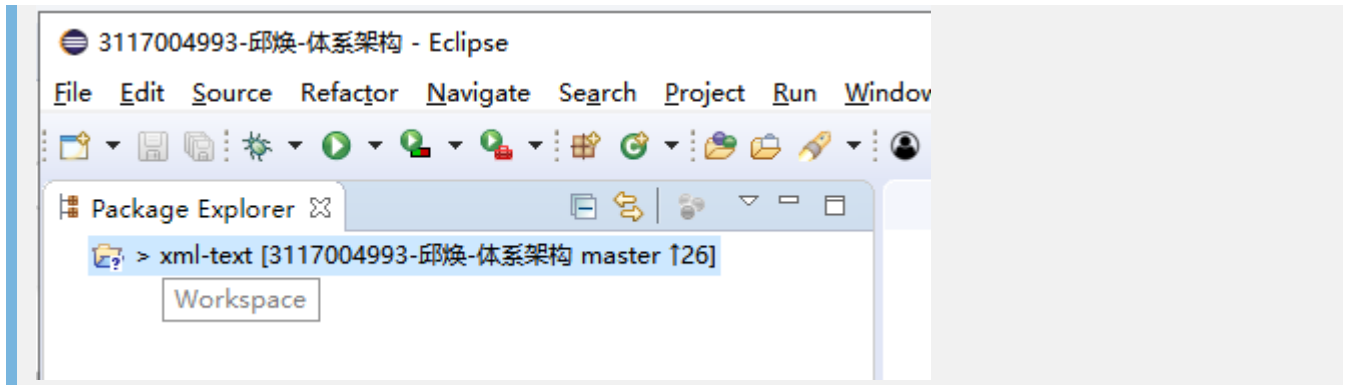 3117004993-邱焕-体系架构 - Eclipse
File Edit Source Refactor Navigate Search Project Run Window
Package Explorer
> xml-text [3117004993-邱焕-体系架构 master ↑26]
Workspace